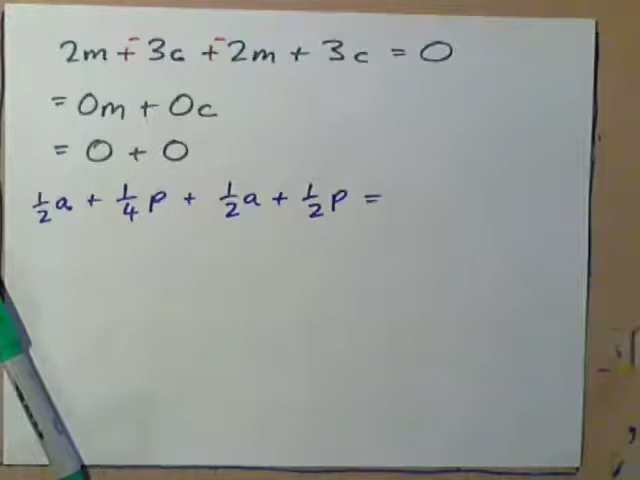 2m + ⁻3c + ⁻2m + 3c = 0
= 0m + 0c
= 0 + 0
½a + ¼p + ½a + ½p =